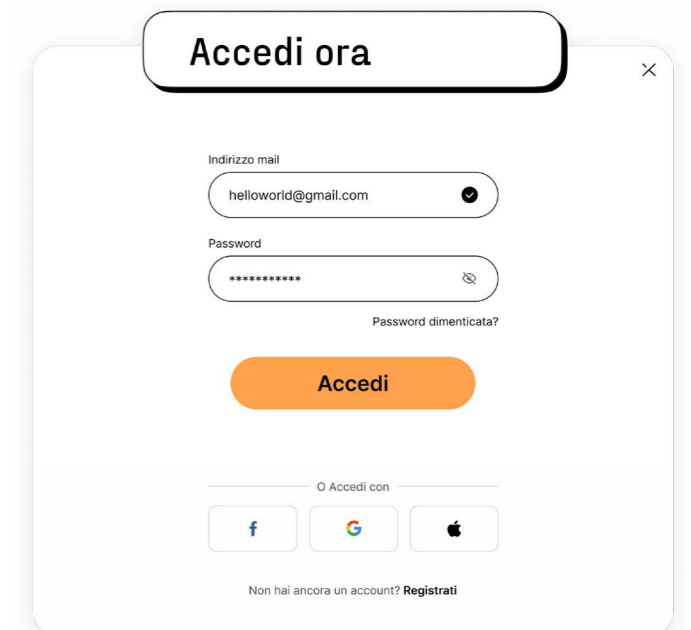 Accedi ora
Indirizzo mail
helloworld@gmail.com
Password
***********
Password dimenticata?
Accedi
O Accedi con
Non hai ancora un account? Registrati